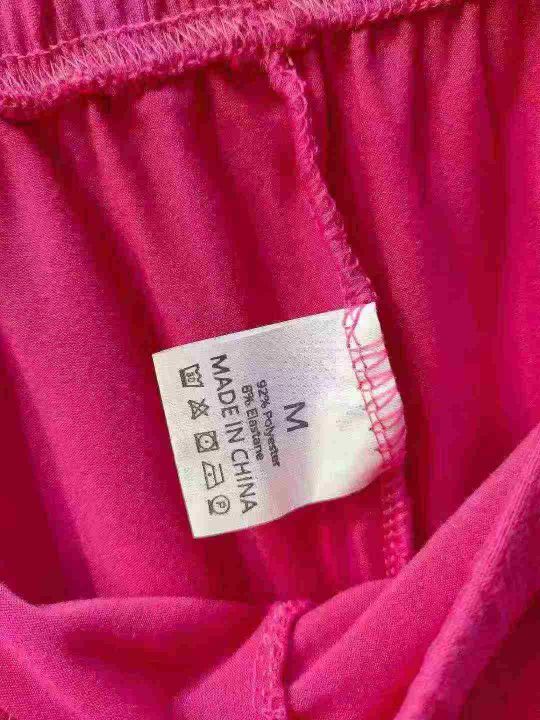 M
92% Polyester
8% Elastane
MADE IN CHINA
P